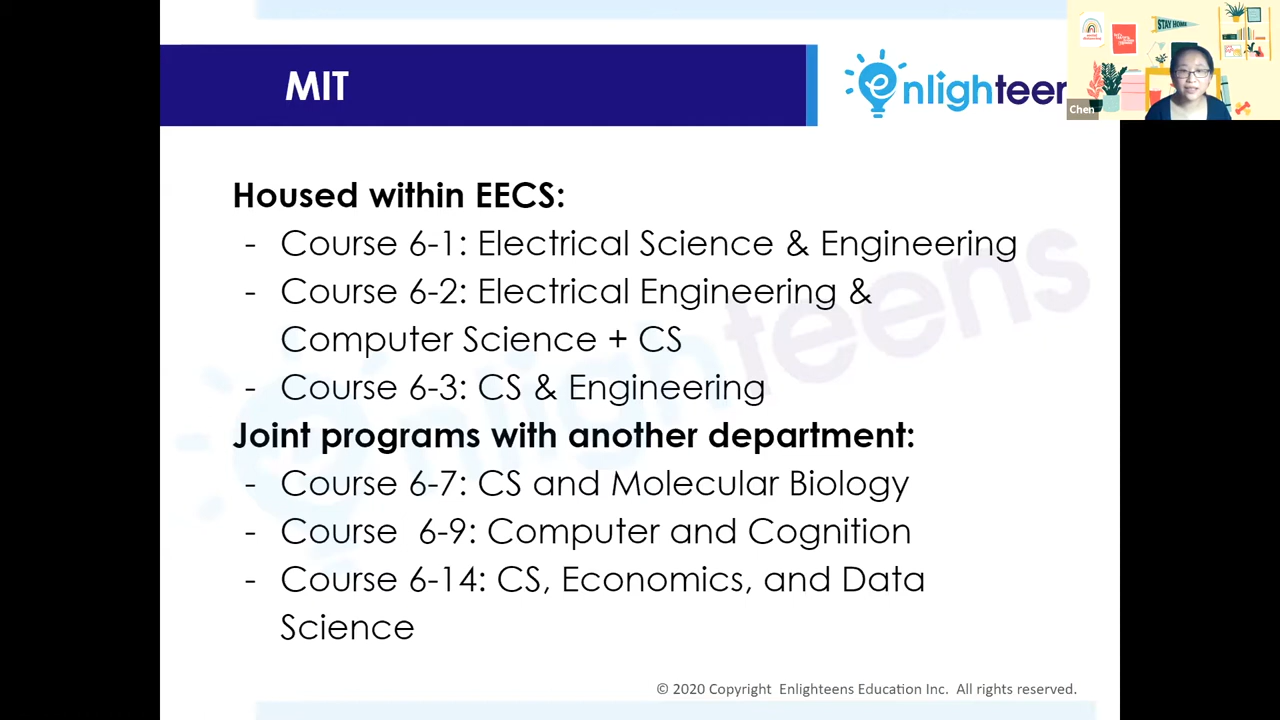 MIT
enlighteen
STAY HOME
Chen
Housed within EECS:
- Course 6-1: Electrical Science & Engineering
- Course 6-2: Electrical Engineering &
Computer Science + CS
- Course 6-3: CS & Engineering
Joint programs with another department:
- Course 6-7: CS and Molecular Biology
- Course 6-9: Computer and Cognition
- Course 6-14: CS, Economics, and Data
Science
enlighteens
© 2020 Copyright Enlighteens Education Inc. All rights reserved.